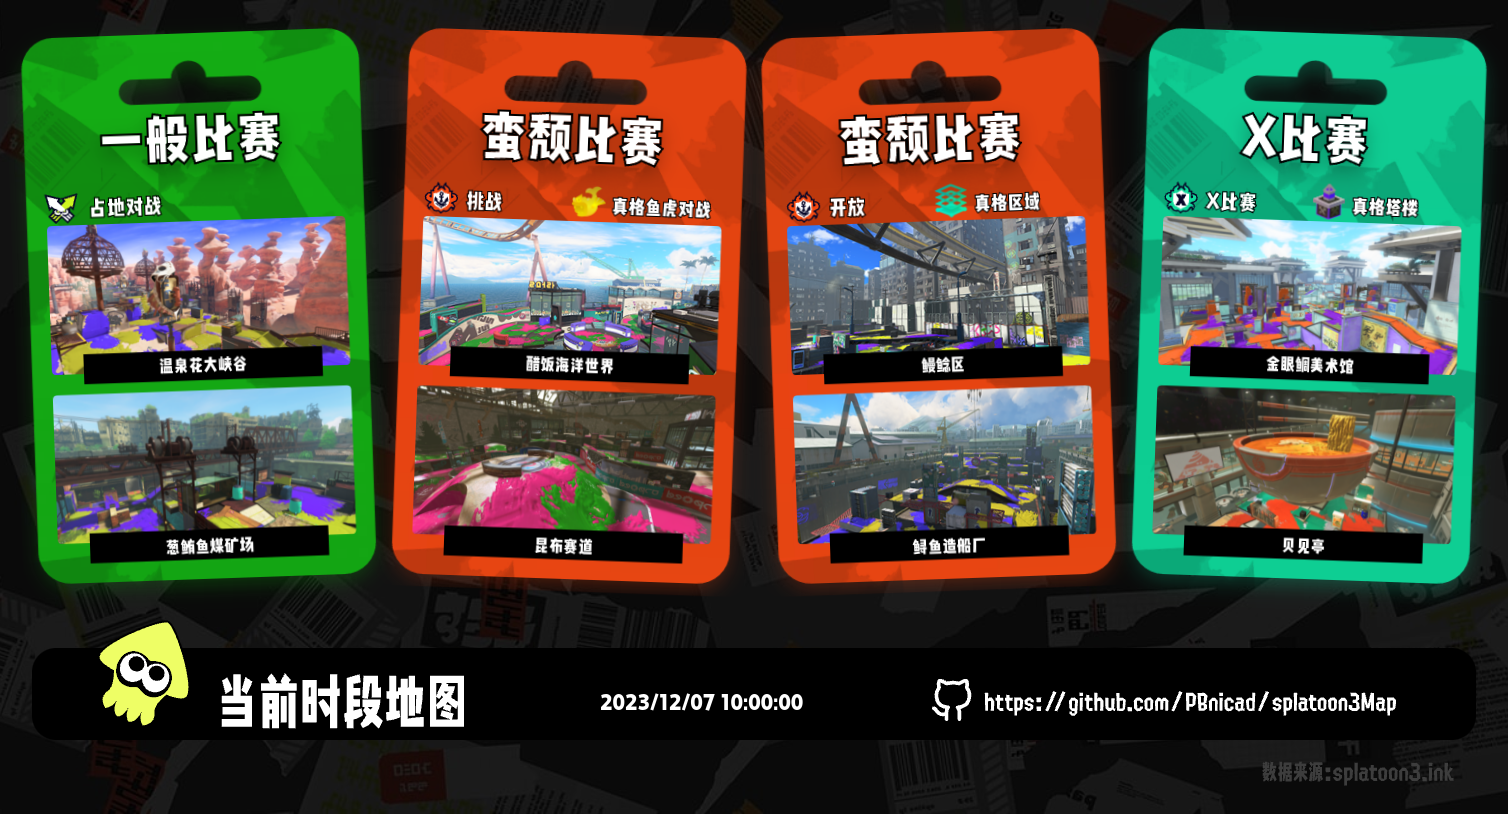 一般比赛
占地对战
温泉花大峡谷
葱鲔鱼煤矿场
蛮颓比赛
挑战
真格鱼虎对战
醋饭海洋世界
昆布赛道
蛮颓比赛
开放
真格区域
鳗鲶区
鲟鱼造船厂
X比赛
X比赛
真格塔楼
金眼鲷美术馆
贝见亭
当前时段地图
2023/12/07 10:00:00
https://github.com/PBnicad/splatoon3Map
数据来源:splatoon3.ink